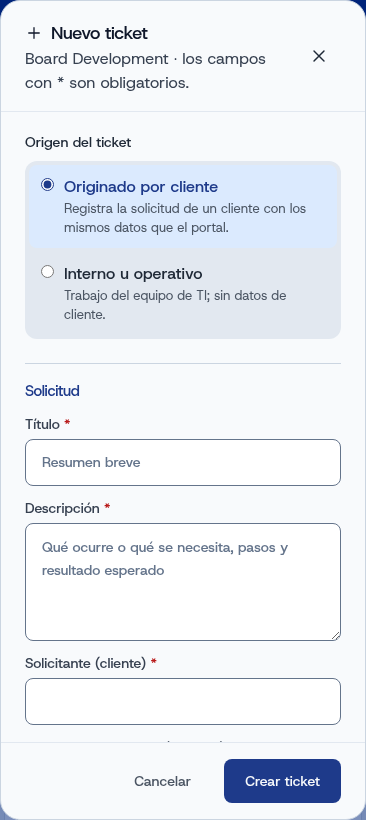 Nuevo ticket
Board Development · los campos
con * son obligatorios.
Origen del ticket
Originado por cliente
Registra la solicitud de un cliente con los
mismos datos que el portal.
Interno u operativo
Trabajo del equipo de TI; sin datos de
cliente.
Solicitud
Título *
Resumen breve
Descripción *
Qué ocurre o qué se necesita, pasos y
resultado esperado
Solicitante (cliente) *
Cancelar
Crear ticket